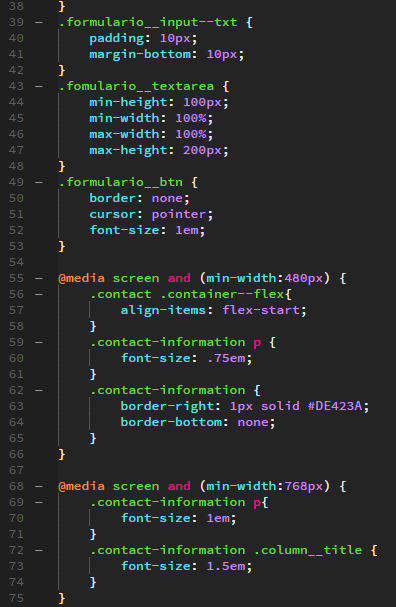 38 }
39 – .formulario__input--txt {
40 padding: 10px;
41 margin-bottom: 10px;
42 }
43 – .fomulario__textarea {
44 min-height: 100px;
45 min-width: 100%;
46 max-width: 100%;
47 max-height: 200px;
48 }
49 – .formulario__btn {
50 border: none;
51 cursor: pointer;
52 font-size: 1em;
53 }
54
55 – @media screen and (min-width:480px) {
56 – .contact .container--flex{
57 align-items: flex-start;
58 }
59 – .contact-information p {
60 font-size: .75em;
61 }
62 – .contact-information {
63 border-right: 1px solid #DE423A;
64 border-bottom: none;
65 }
66 }
67
68 – @media screen and (min-width:768px) {
69 – .contact-information p{
70 font-size: 1em;
71 }
72 – .contact-information .column__title {
73 font-size: 1.5em;
74 }
75 }